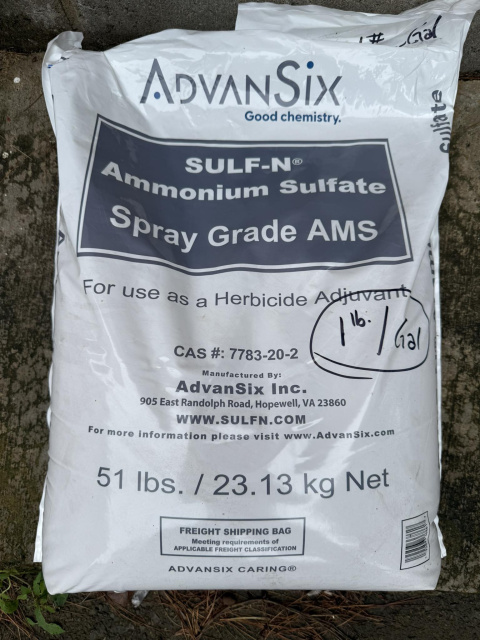 # Gal
sulfate
ADVANSIX
Good chemistry.
SULF-N®
Ammonium Sulfate
Spray Grade AMS
For use as a Herbicide Adjuvant
1 lb. / Gal
CAS #: 7783-20-2
Manufactured By:
AdvanSix Inc.
905 East Randolph Road, Hopewell, VA 23860
WWW.SULFN.COM
For more information please visit www.AdvanSix.com
51 lbs. / 23.13 kg Net
FREIGHT SHIPPING BAG
Meeting requirements of
APPLICABLE FREIGHT CLASSIFICATION
ADVANSIX CARING®